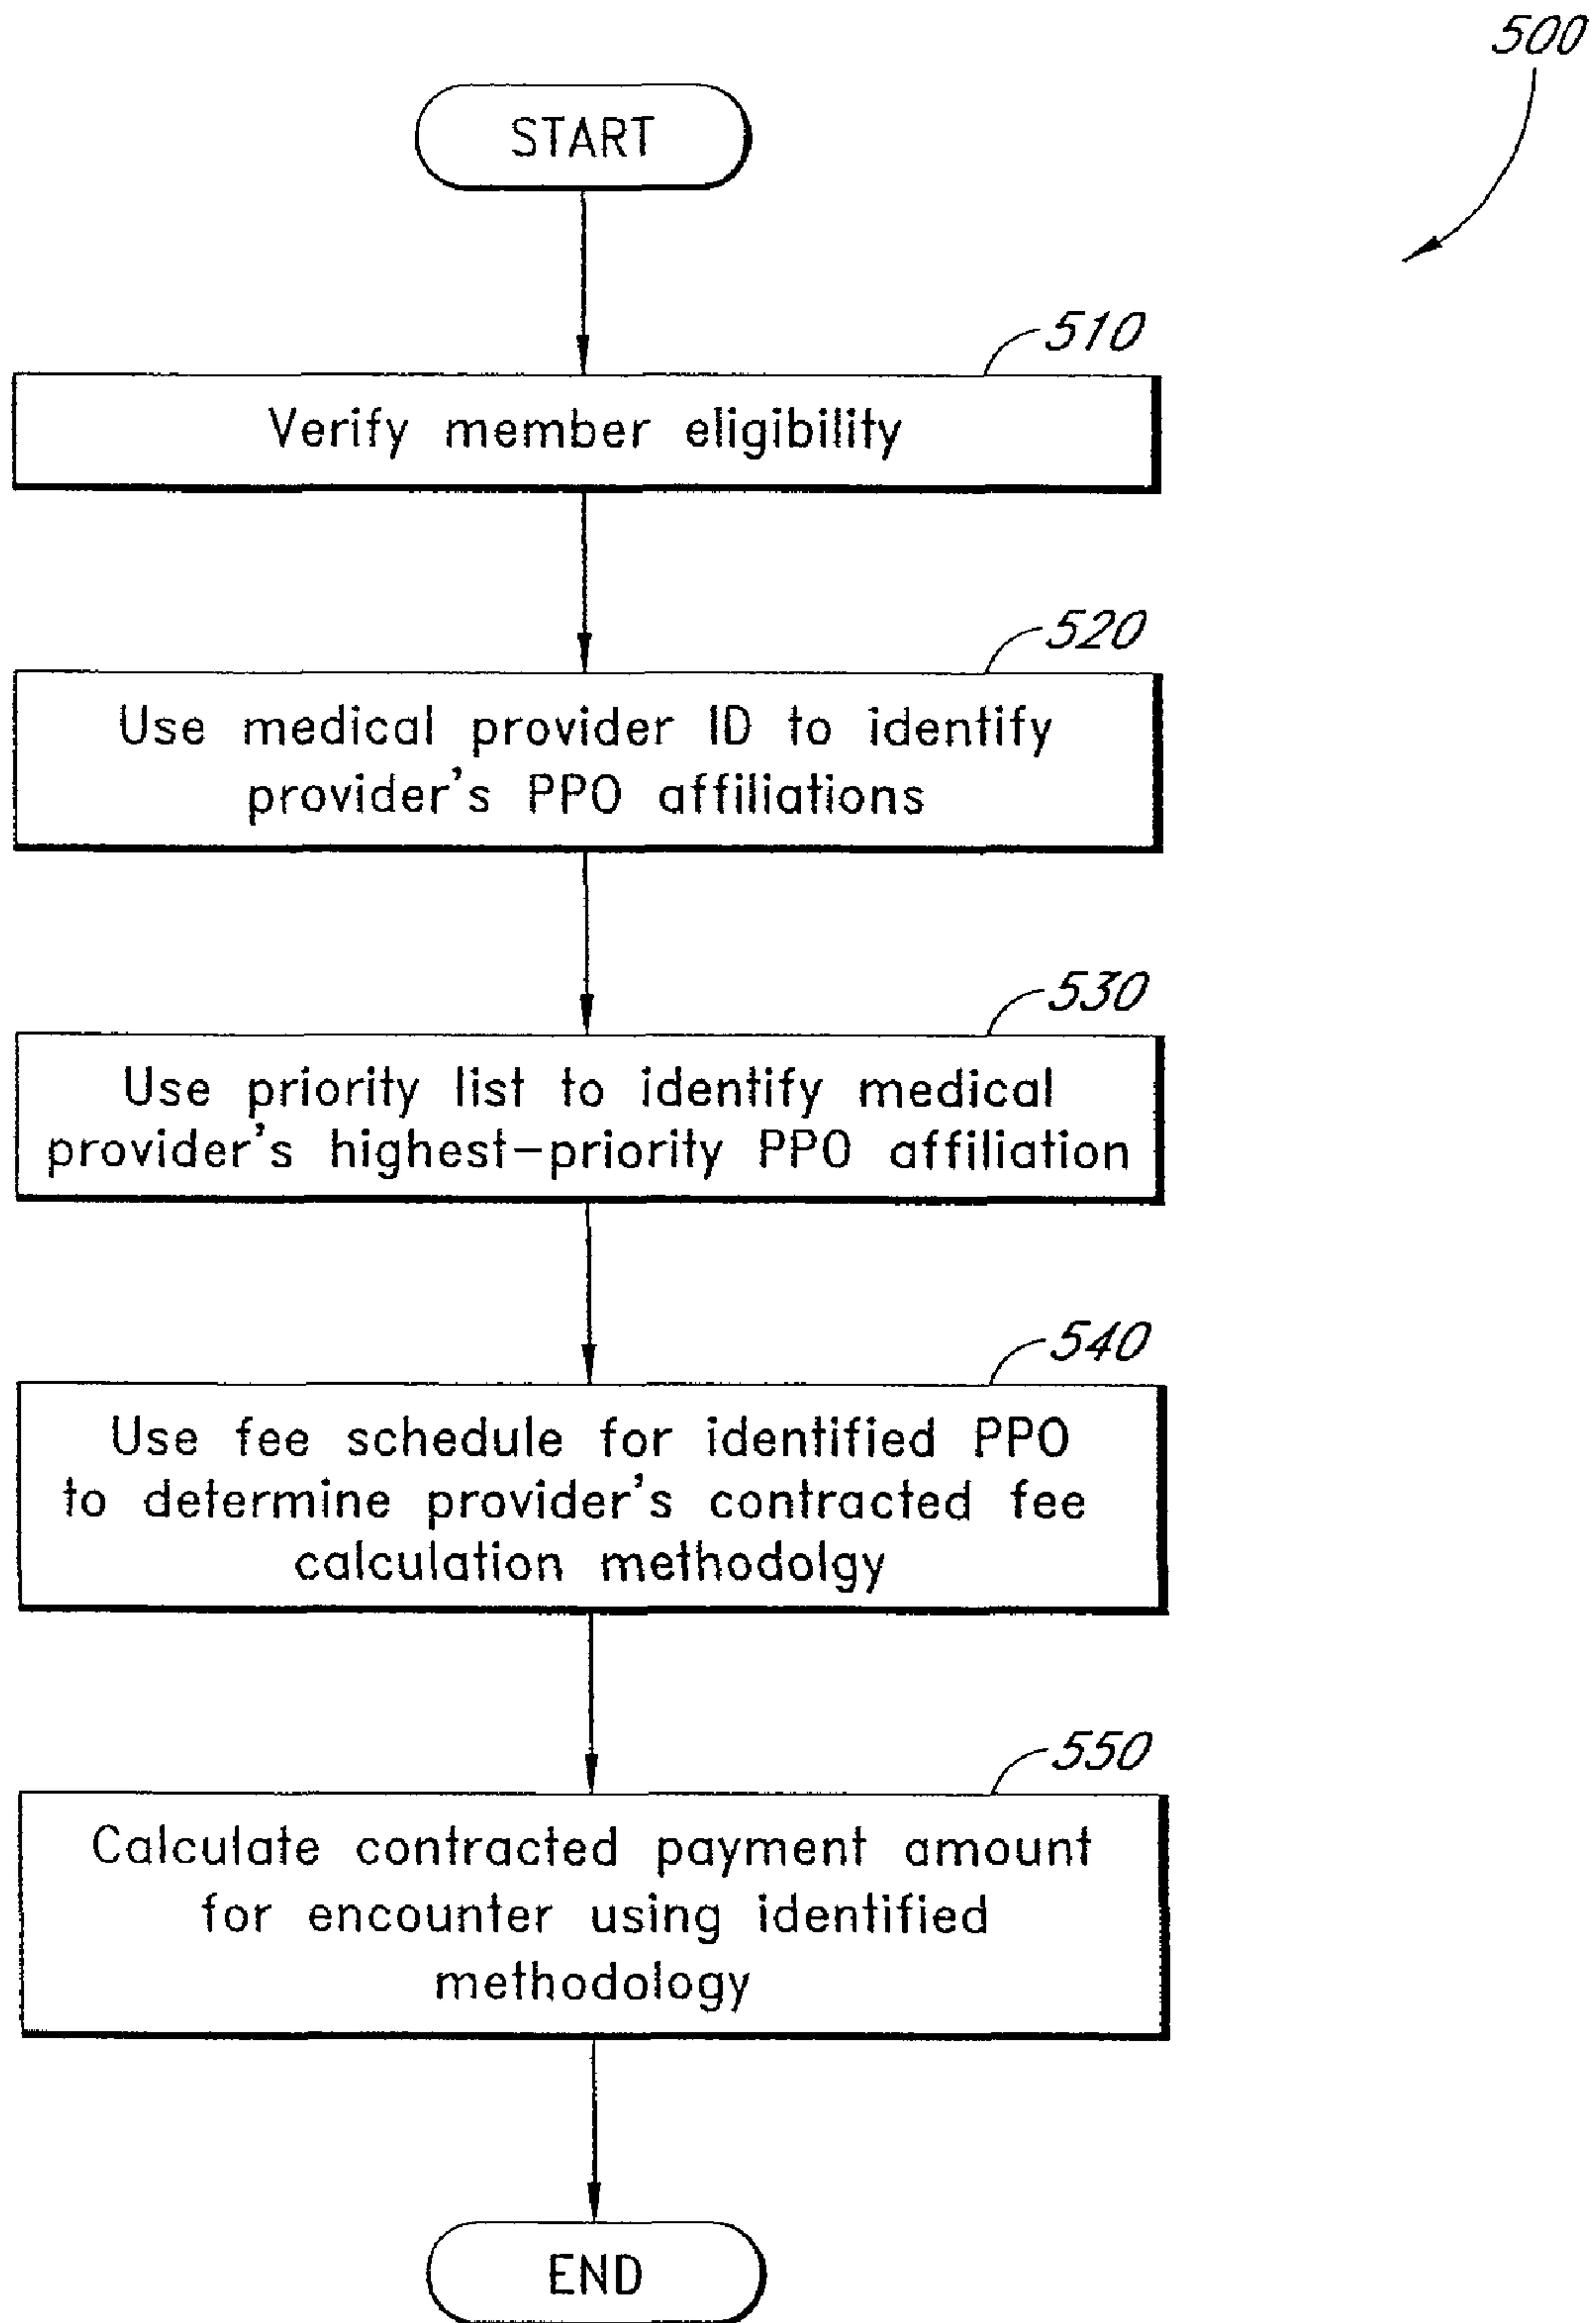 500
START
510
Verify member eligibility
520
Use medical provider ID to identify
provider's PPO affiliations
530
Use priority list to identify medical
provider's highest-priority PPO affiliation
540
Use fee schedule for identified PPO
to determine provider's contracted fee
calculation methodolgy
550
Calculate contracted payment amount
for encounter using identified
methodology
END